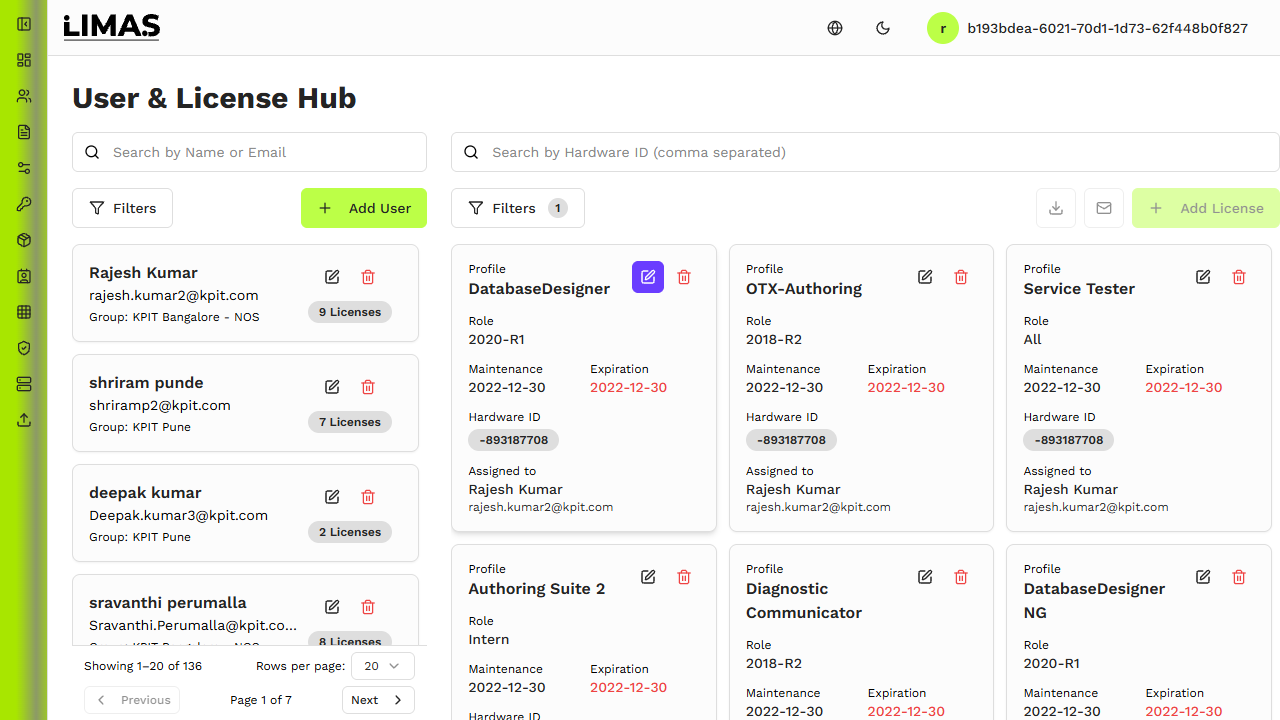 LIMAS
r
b193bdea-6021-70d1-1d73-62f448b0f827
User & License Hub
Search by Name or Email
Search by Hardware ID (comma separated)
Filters
Add User
Filters 1
Add License
Rajesh Kumar
rajesh.kumar2@kpit.com
Group: KPIT Bangalore - NOS
9 Licenses
shriram punde
shriramp2@kpit.com
Group: KPIT Pune
7 Licenses
deepak kumar
Deepak.kumar3@kpit.com
Group: KPIT Pune
2 Licenses
sravanthi perumalla
Sravanthi.Perumalla@kpit.co...
Group: KPIT Bangalore - NOS
8 Licenses
Showing 1–20 of 136
Rows per page: 20
Previous
Page 1 of 7
Next
Profile
DatabaseDesigner
Role
2020-R1
Maintenance Expiration
2022-12-30 2022-12-30
Hardware ID
-893187708
Assigned to
Rajesh Kumar
rajesh.kumar2@kpit.com
Profile
OTX-Authoring
Role
2018-R2
Maintenance Expiration
2022-12-30 2022-12-30
Hardware ID
-893187708
Assigned to
Rajesh Kumar
rajesh.kumar2@kpit.com
Profile
Service Tester
Role
All
Maintenance Expiration
2022-12-30 2022-12-30
Hardware ID
-893187708
Assigned to
Rajesh Kumar
rajesh.kumar2@kpit.com
Profile
Authoring Suite 2
Role
Intern
Maintenance Expiration
2022-12-30 2022-12-30
Hardware ID
Profile
Diagnostic
Communicator
Role
2018-R2
Maintenance Expiration
2022-12-30 2022-12-30
Profile
DatabaseDesigner
NG
Role
2020-R1
Maintenance Expiration
2022-12-30 2022-12-30